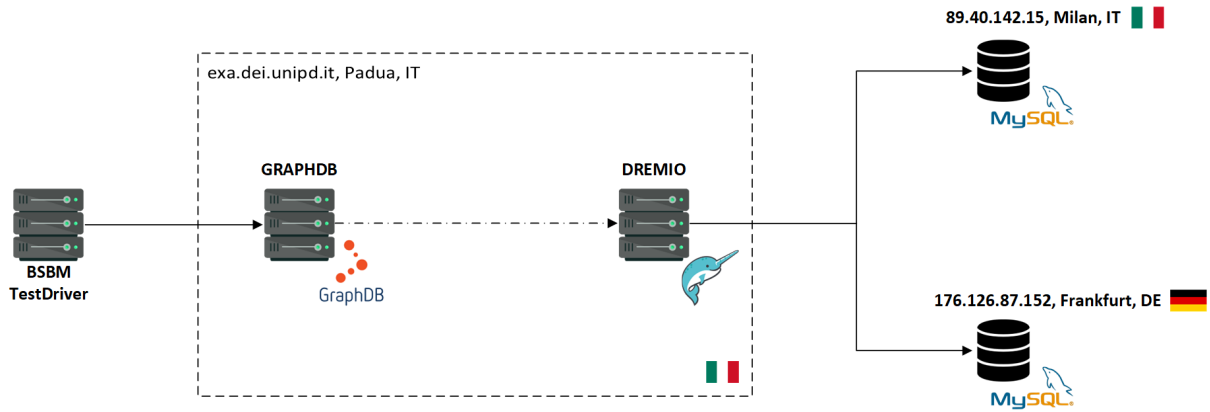 89.40.142.15, Milan, IT
exa.dei.unipd.it, Padua, IT
MySQL®
GRAPHDB
DREMIO
BSBM
TestDriver
GraphDB
176.126.87.152, Frankfurt, DE
MySQL®